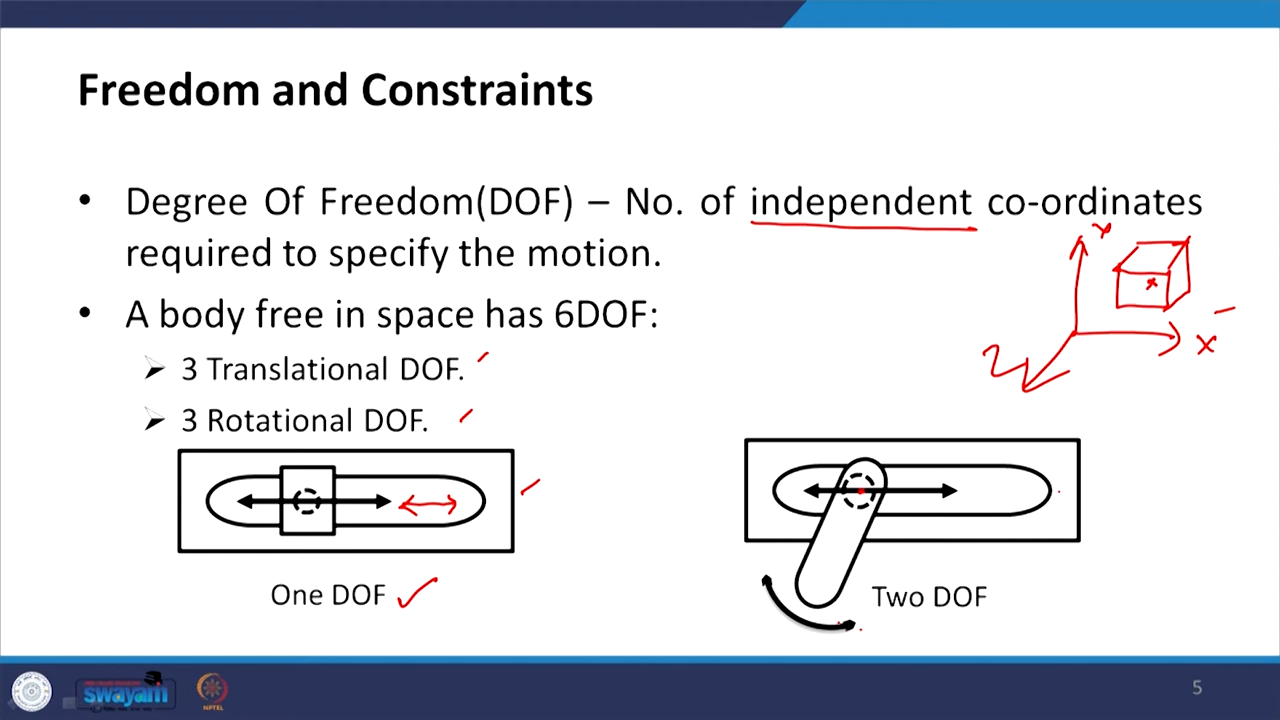 Freedom and Constraints
• Degree Of Freedom(DOF) – No. of independent co-ordinates
required to specify the motion.
• A body free in space has 6DOF:
➢ 3 Translational DOF.
➢ 3 Rotational DOF.
x
One DOF
Two DOF
swayam
NPTEL
5